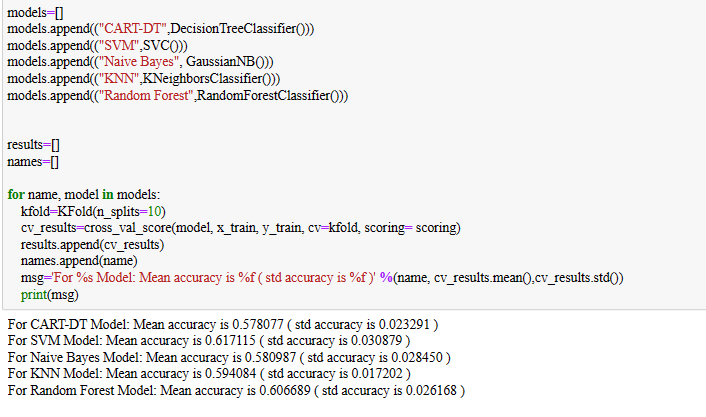 models=[]
models.append(("CART-DT",DecisionTreeClassifier()))
models.append(("SVM",SVC()))
models.append(("Naive Bayes", GaussianNB()))
models.append(("KNN",KNeighborsClassifier()))
models.append(("Random Forest",RandomForestClassifier()))
results=[]
names=[]
for name, model in models:
kfold=KFold(n_splits=10)
cv_results=cross_val_score(model, x_train, y_train, cv=kfold, scoring= scoring)
results.append(cv_results)
names.append(name)
msg='For %s Model: Mean accuracy is %f ( std accuracy is %f )' %(name, cv_results.mean(),cv_results.std())
print(msg)
For CART-DT Model: Mean accuracy is 0.578077 ( std accuracy is 0.023291 )
For SVM Model: Mean accuracy is 0.617115 ( std accuracy is 0.030879 )
For Naive Bayes Model: Mean accuracy is 0.580987 ( std accuracy is 0.028450 )
For KNN Model: Mean accuracy is 0.594084 ( std accuracy is 0.017202 )
For Random Forest Model: Mean accuracy is 0.606689 ( std accuracy is 0.026168 )